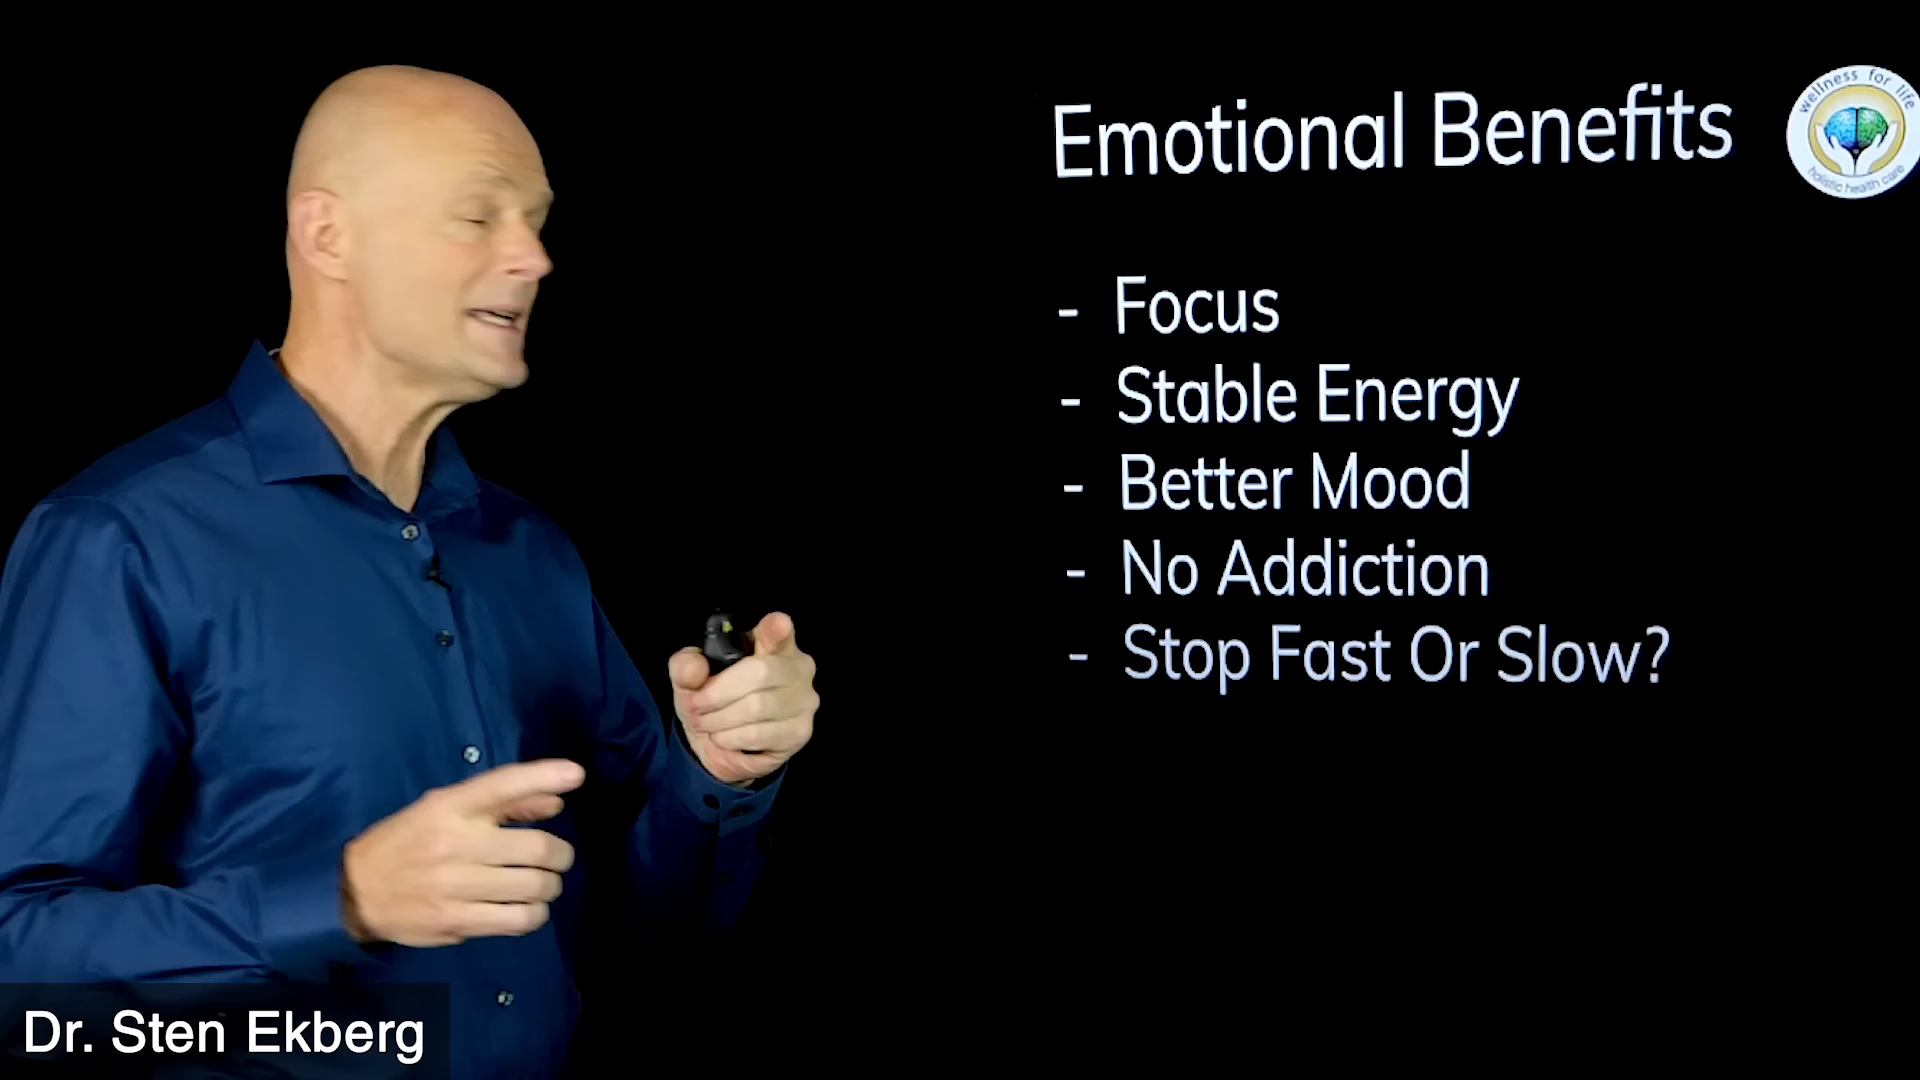 Emotional Benefits
wellness for life
holistic health care
- Focus
- Stable Energy
- Better Mood
- No Addiction
- Stop Fast Or Slow?
Dr. Sten Ekberg